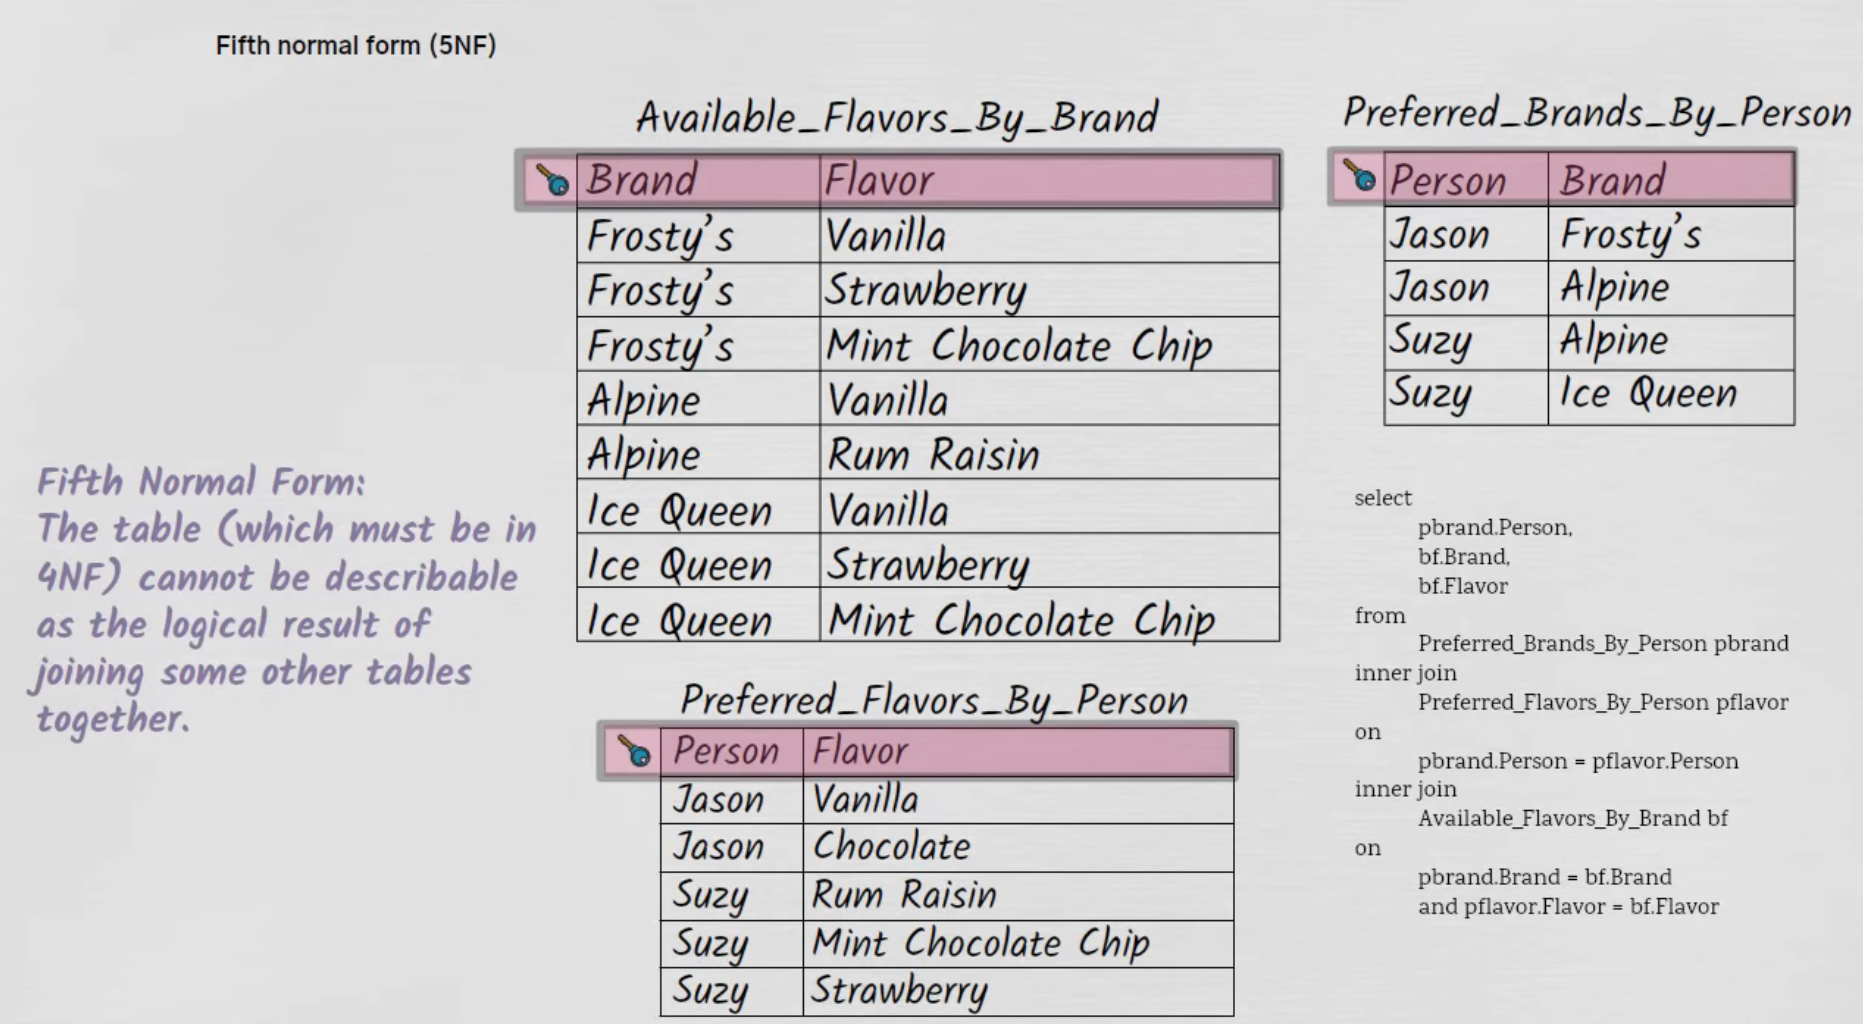 Fifth normal form (5NF)
Available_Flavors_By_Brand
Brand Flavor
Frosty's Vanilla
Frosty's Strawberry
Frosty's Mint Chocolate Chip
Alpine Vanilla
Alpine Rum Raisin
Ice Queen Vanilla
Ice Queen Strawberry
Ice Queen Mint Chocolate Chip
Preferred_Brands_By_Person
Person Brand
Jason Frosty's
Jason Alpine
Suzy Alpine
Suzy Ice Queen
Fifth Normal Form:
The table (which must be in
4NF) cannot be describable
as the logical result of
joining some other tables
together.
Preferred_Flavors_By_Person
Person Flavor
Jason Vanilla
Jason Chocolate
Suzy Rum Raisin
Suzy Mint Chocolate Chip
Suzy Strawberry
select
pbrand.Person,
bf.Brand,
bf.Flavor
from
Preferred_Brands_By_Person pbrand
inner join
Preferred_Flavors_By_Person pflavor
on
pbrand.Person = pflavor.Person
inner join
Available_Flavors_By_Brand bf
on
pbrand.Brand = bf.Brand
and pflavor.Flavor = bf.Flavor